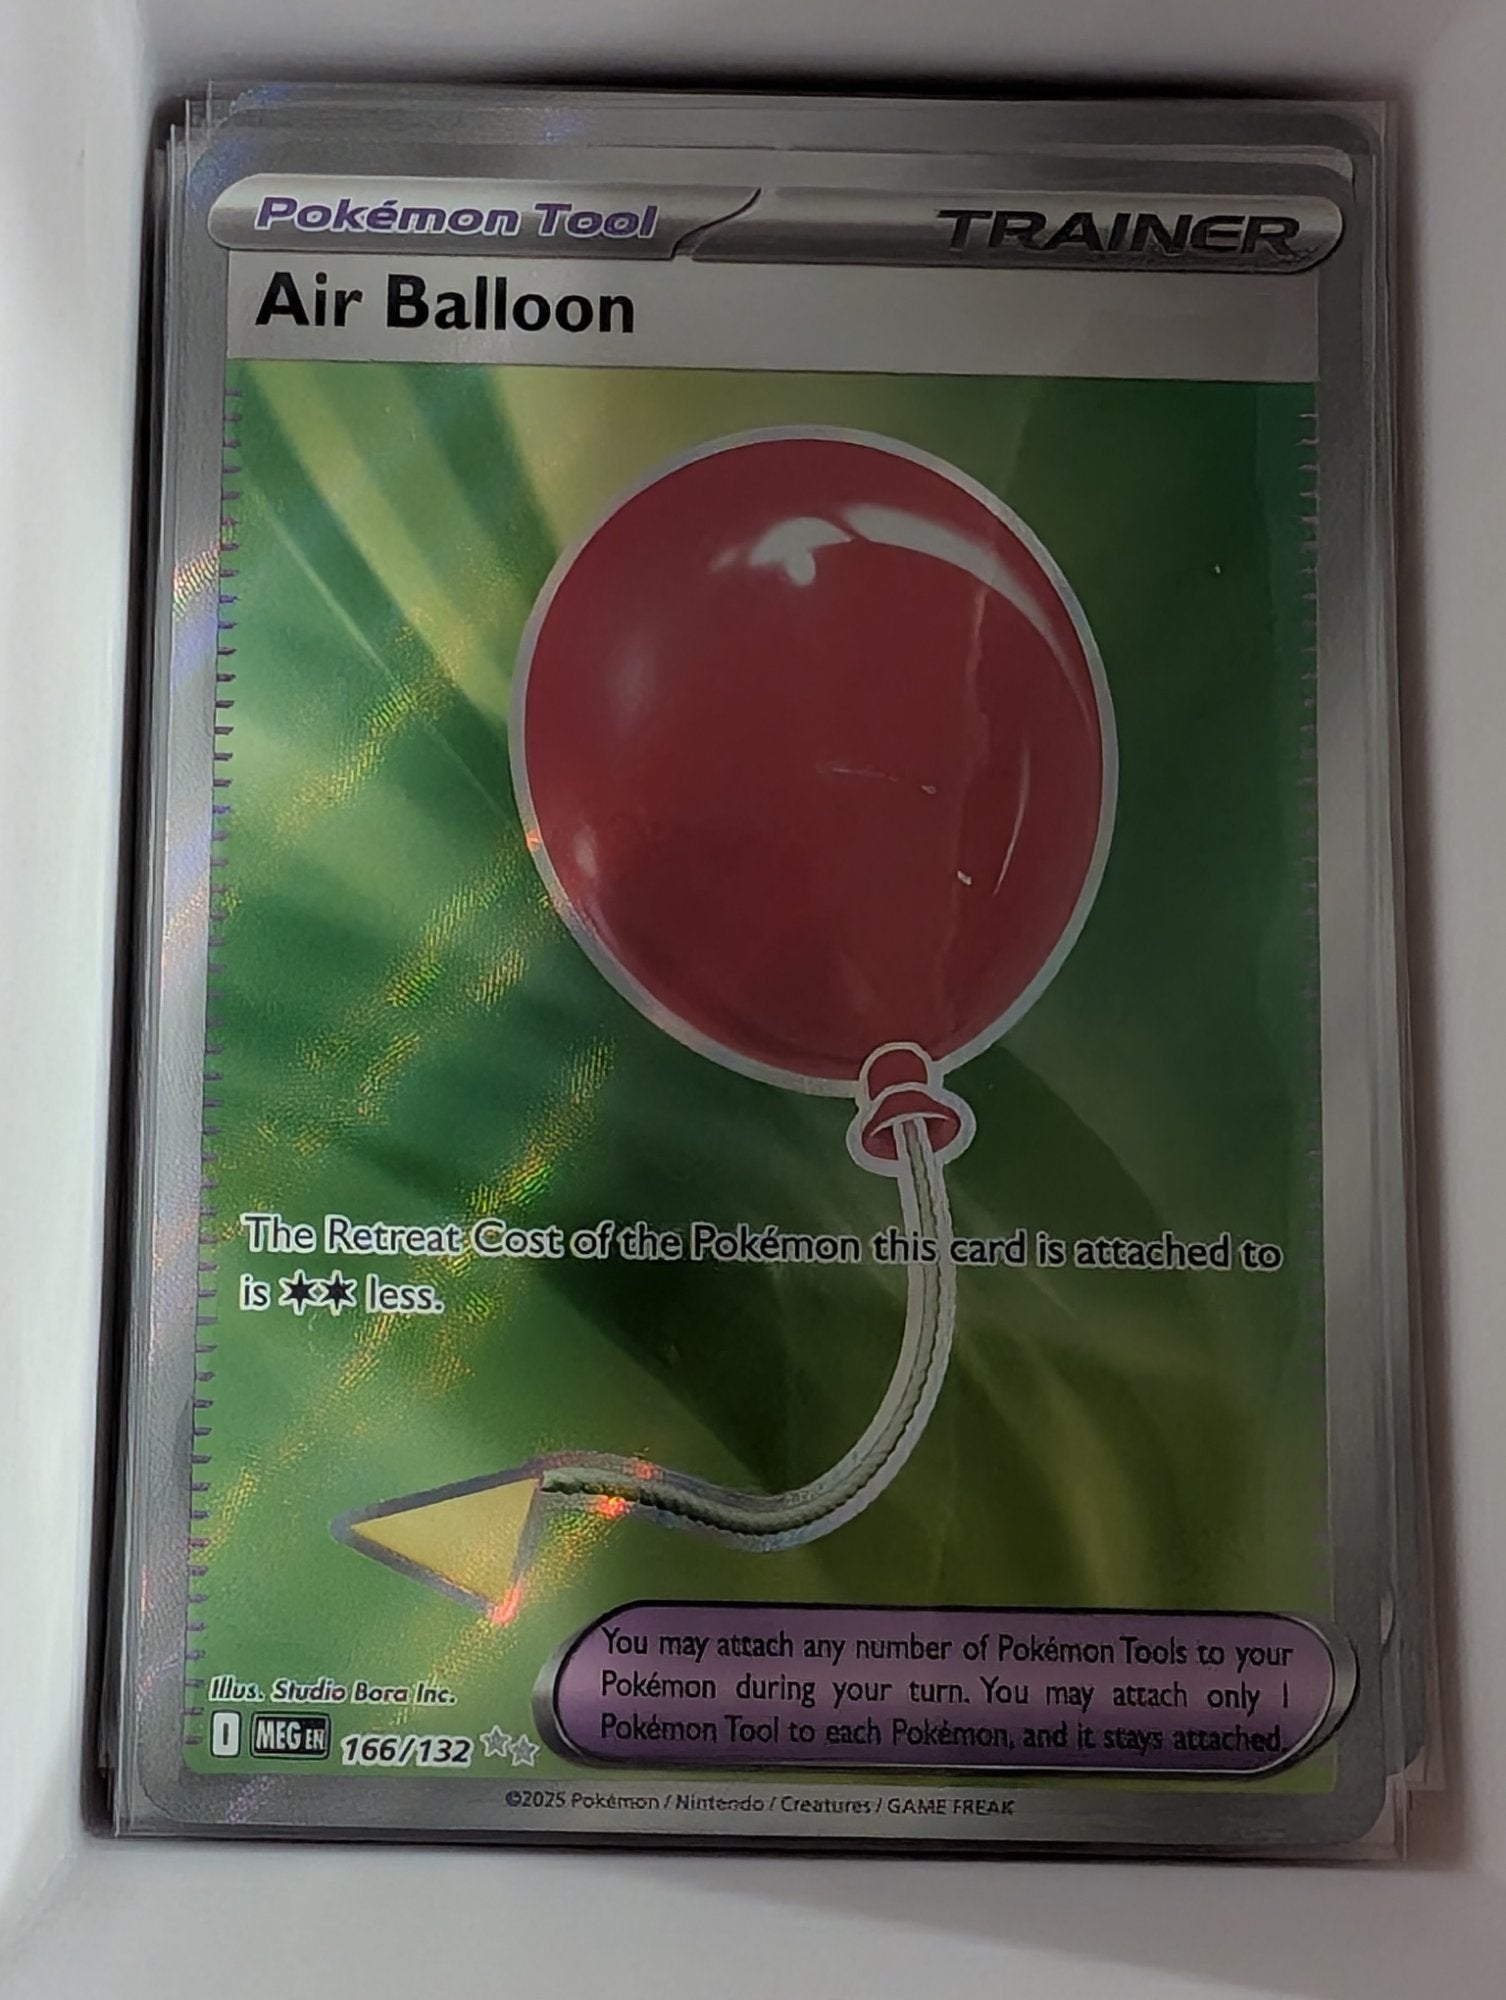 Pokémon Tool
TRAINER
Air Balloon
The Retreat Cost of the Pokémon this card is attached to
is ✶✶ less.
You may attach any number of Pokémon Tools to your
Pokémon during your turn. You may attach only 1
Pokémon Tool to each Pokémon, and it stays attached.
Illus. Studio Bora Inc.
I MEG EN 166/132 ★★
©2025 Pokémon / Nintendo / Creatures / GAME FREAK